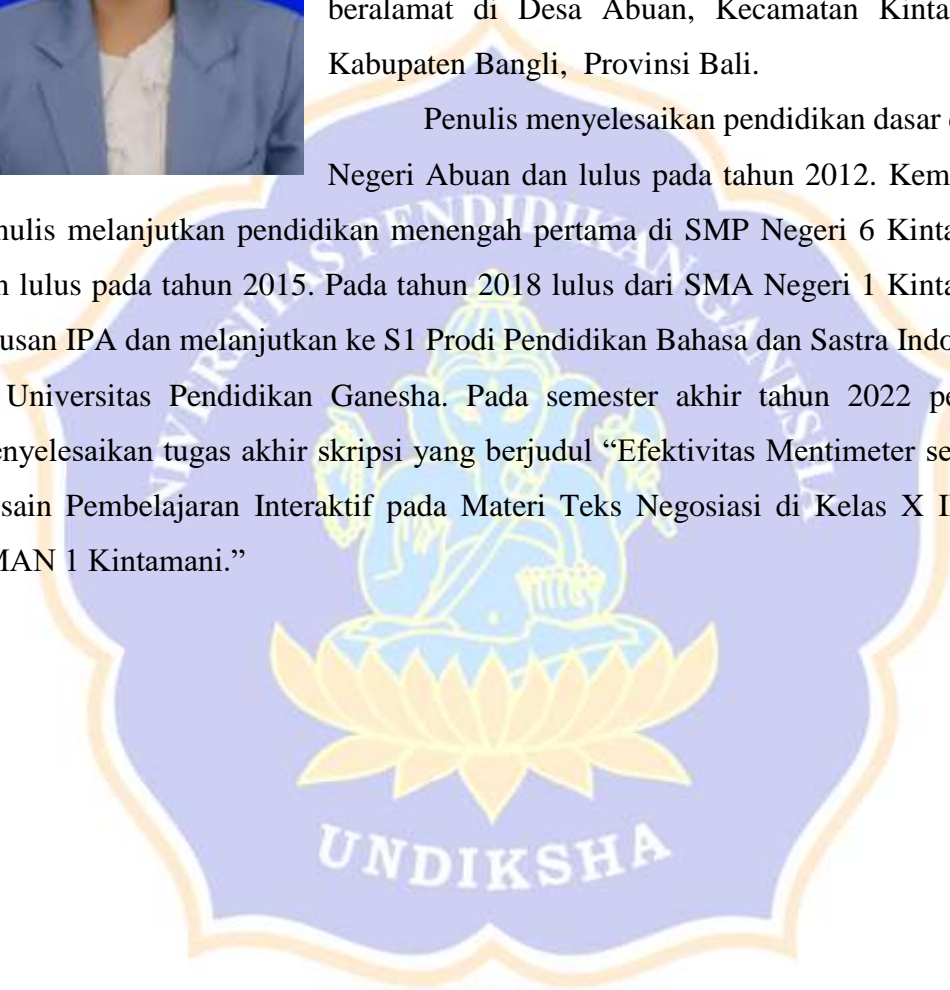 beralamat di Desa Abuan, Kecamatan Kinta
Kabupaten Bangli, Provinsi Bali.
Penulis menyelesaikan pendidikan dasar
Negeri Abuan dan lulus pada tahun 2012. Kem
nulis melanjutkan pendidikan menengah pertama di SMP Negeri 6 Kinta
n lulus pada tahun 2015. Pada tahun 2018 lulus dari SMA Negeri 1 Kinta
usan IPA dan melanjutkan ke S1 Prodi Pendidikan Bahasa dan Sastra Indo
Universitas Pendidikan Ganesha. Pada semester akhir tahun 2022 pe
enyelesaikan tugas akhir skripsi yang berjudul “Efektivitas Mentimeter se
sain Pembelajaran Interaktif pada Materi Teks Negosiasi di Kelas X I
MAN 1 Kintamani.”
NIVERSITAS PENDIDIKAN GANESHA
UNDIKSHA